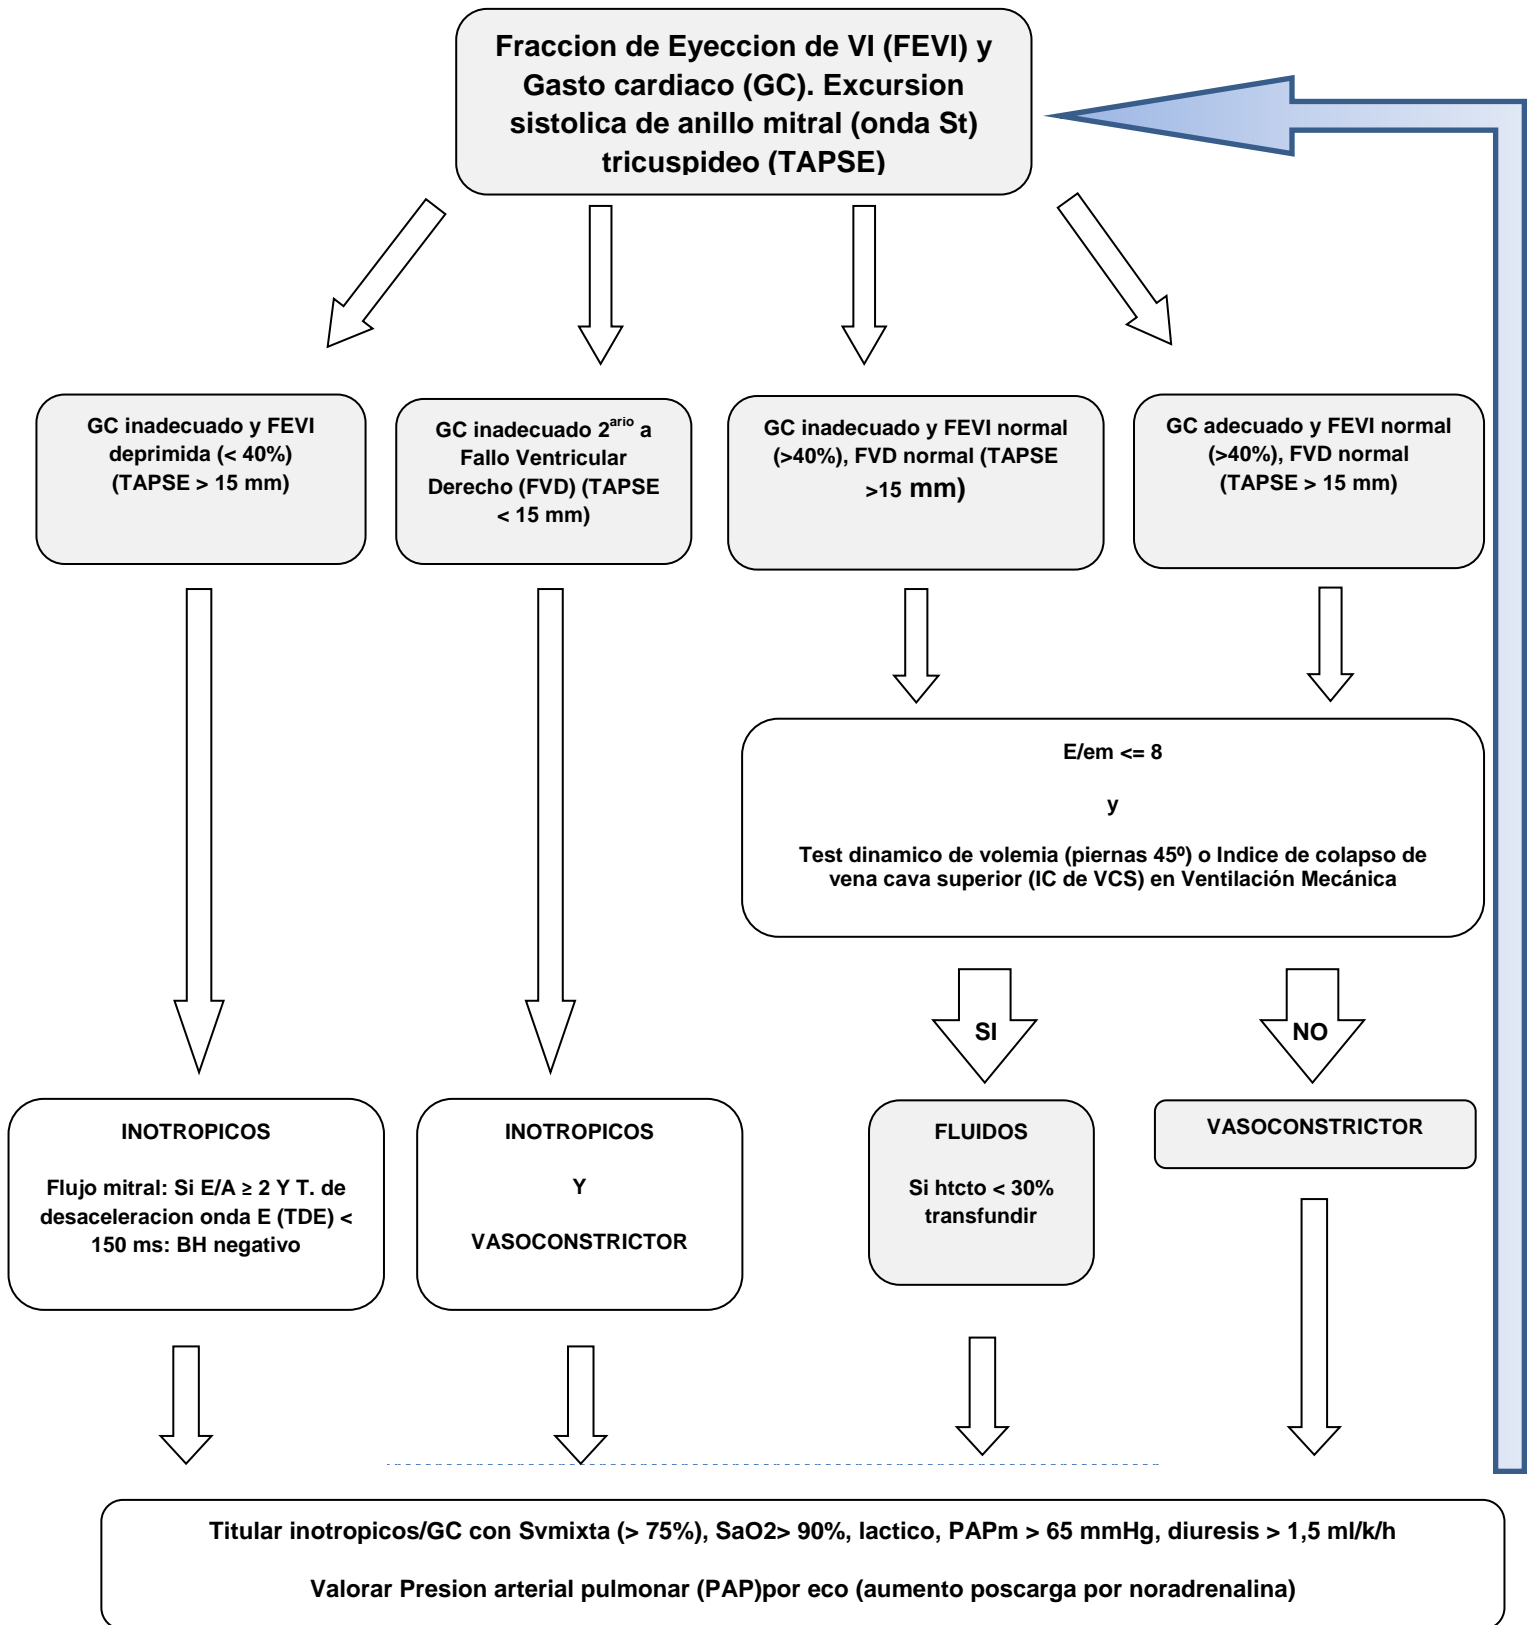 Fraccion de Eyeccion de VI (FEVI) y
Gasto cardiaco (GC). Excursion
sistolica de anillo mitral (onda St)
tricuspideo (TAPSE)
GC inadecuado y FEVI
deprimida (< 40%)
(TAPSE > 15 mm)
GC inadecuado 2ario a
Fallo Ventricular
Derecho (FVD) (TAPSE
< 15 mm)
GC inadecuado y FEVI normal
(>40%), FVD normal (TAPSE
>15 mm)
GC adecuado y FEVI normal
(>40%), FVD normal
(TAPSE > 15 mm)
E/em <= 8
y
Test dinamico de volemia (piernas 45º) o Indice de colapso de
vena cava superior (IC de VCS) en Ventilación Mecánica
SI
NO
INOTROPICOS
Flujo mitral: Si E/A ≥ 2 Y T. de
desaceleracion onda E (TDE) <
150 ms: BH negativo
INOTROPICOS
Y
VASOCONSTRICTOR
FLUIDOS
Si htcto < 30%
transfundir
VASOCONSTRICTOR
Titular inotropicos/GC con Svmixta (> 75%), SaO2> 90%, lactico, PAPm > 65 mmHg, diuresis > 1,5 ml/k/h
Valorar Presion arterial pulmonar (PAP)por eco (aumento poscarga por noradrenalina)